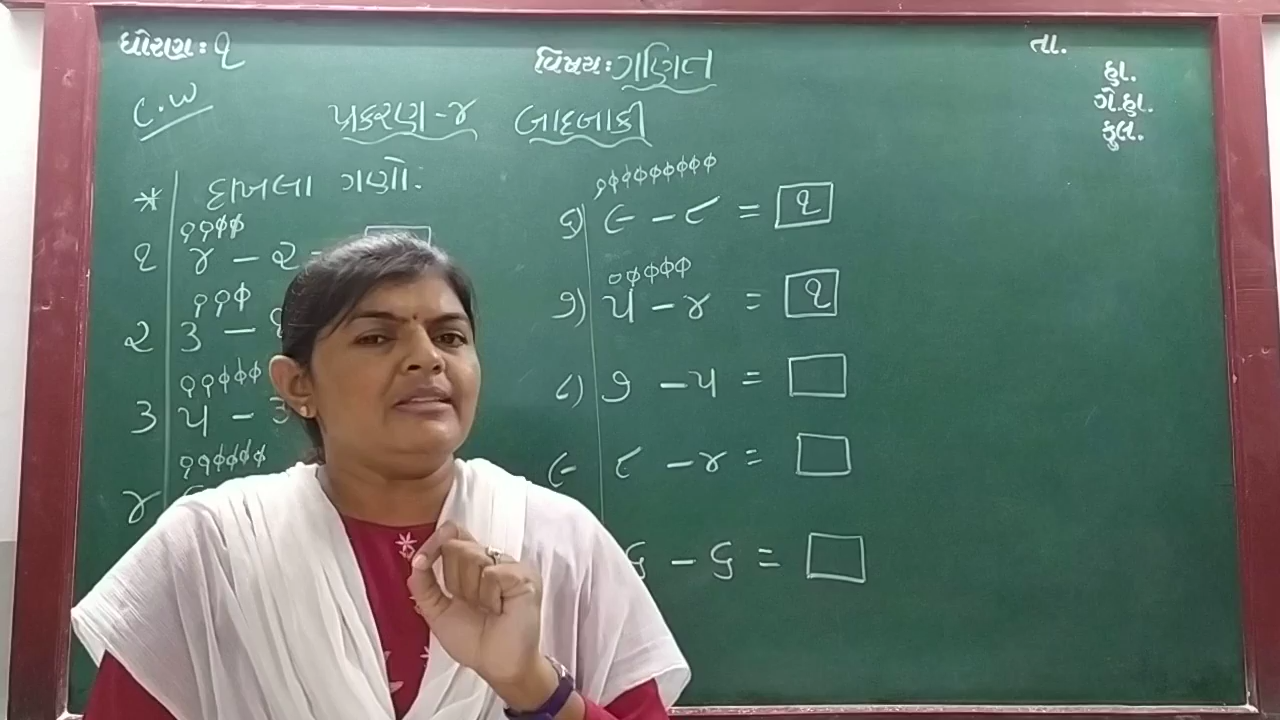 ધોરણ: ૧
વિષય: ગણિત
તા.
હા.
ગે.હા.
કુલ.
C.W
પ્રકરણ-૪ બાદબાકી
* દાખલા ગણો:
૧ ૪ - ૨ =
૨ ૩ -
૩ ૫ - ૩
૪
૬) ૯ - ૮ = ૧
૭) ૫ - ૪ = ૧
૮) ૭ - ૫ =
૯ ૮ - ૪ =
૬ - ૬ =